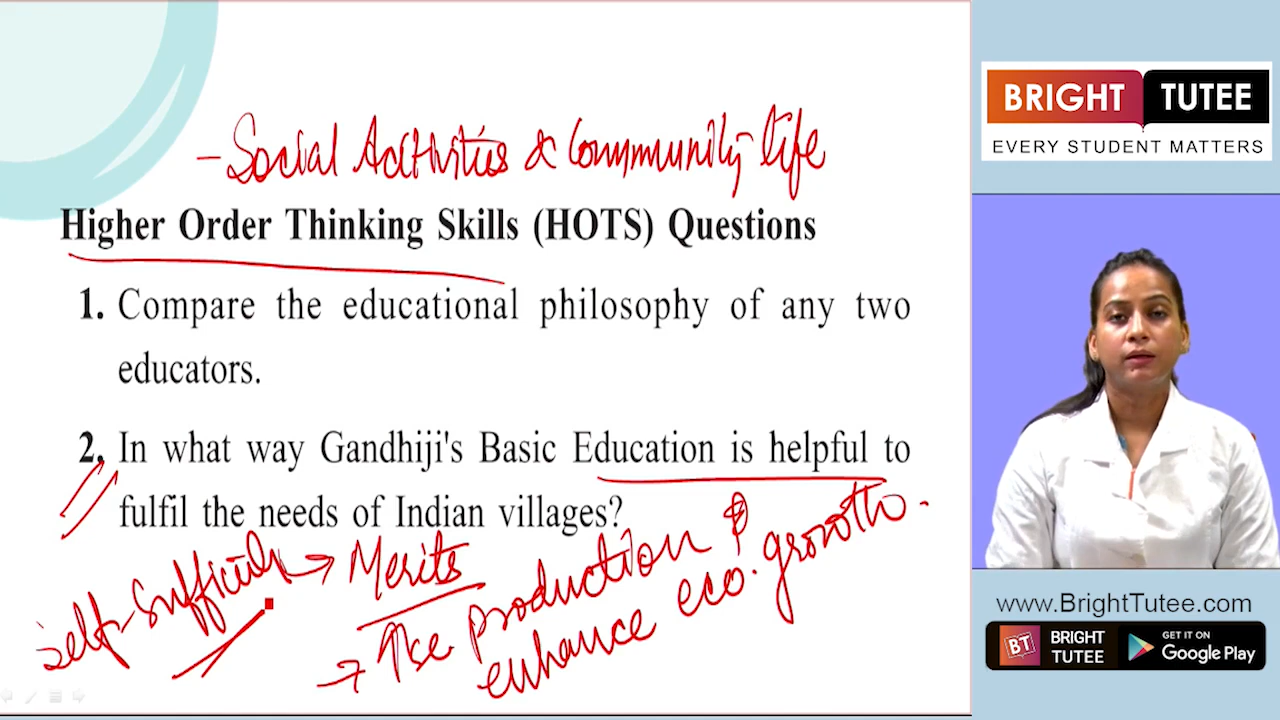 - Social Activities & Community life
Higher Order Thinking Skills (HOTS) Questions
1. Compare the educational philosophy of any two
educators.
2. In what way Gandhiji's Basic Education is helpful to
fulfil the needs of Indian villages?
self-sufficient → Merits
→ The production &
enhance eco. growth.
BRIGHT TUTEE
EVERY STUDENT MATTERS
www.BrightTutee.com
BT BRIGHT TUTEE
GET IT ON
Google Play